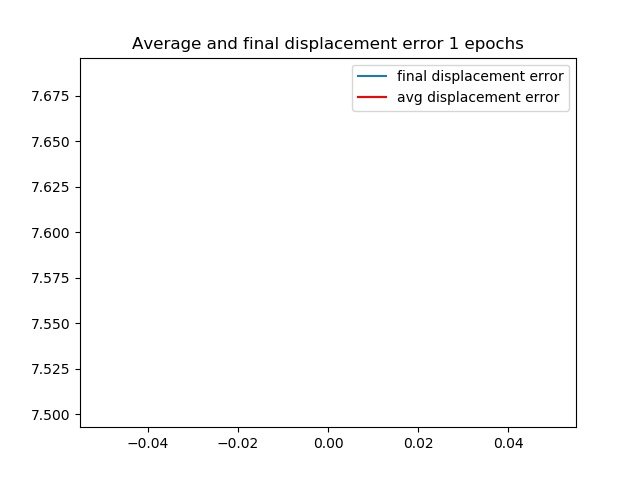 Average and final displacement error 1 epochs
final displacement error
avg displacement error
7.675
7.650
7.625
7.600
7.575
7.550
7.525
7.500
−0.04 −0.02 0.00 0.02 0.04